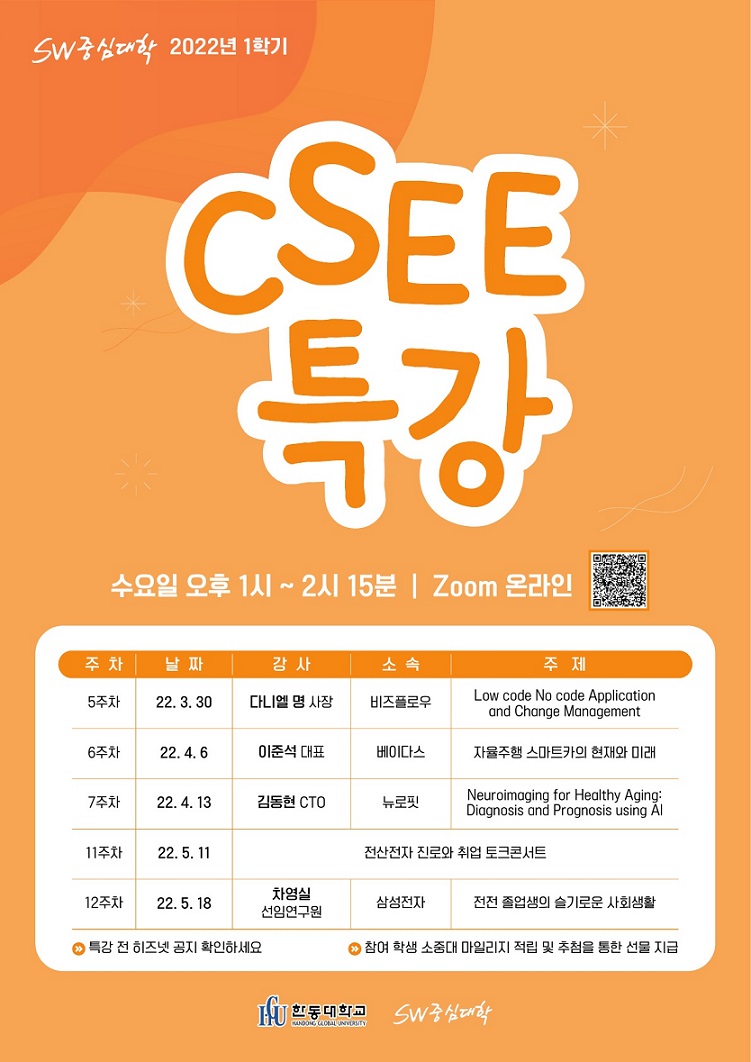 SW중심대학 2022년 1학기
CSEE
특강
수요일 오후 1시 ~ 2시 15분 | Zoom 온라인
주 차 날 짜 강 사 소 속 주 제
5주차 22. 3. 30 다니엘 명 사장 비즈플로우 Low code No code Application
and Change Management
6주차 22. 4. 6 이준석 대표 베이다스 자율주행 스마트카의 현재와 미래
7주차 22. 4. 13 김동현 CTO 뉴로핏 Neuroimaging for Healthy Aging:
Diagnosis and Prognosis using AI
11주차 22. 5. 11 전산전자 진로와 취업 토크콘서트
12주차 22. 5. 18 차영실
선임연구원 삼성전자 전전 졸업생의 슬기로운 사회생활
특강 전 히즈넷 공지 확인하세요 참여 학생 소중대 마일리지 적립 및 추첨을 통한 선물 지급
HGU 한동대학교
HANDONG GLOBAL UNIVERSITY
SW중심대학